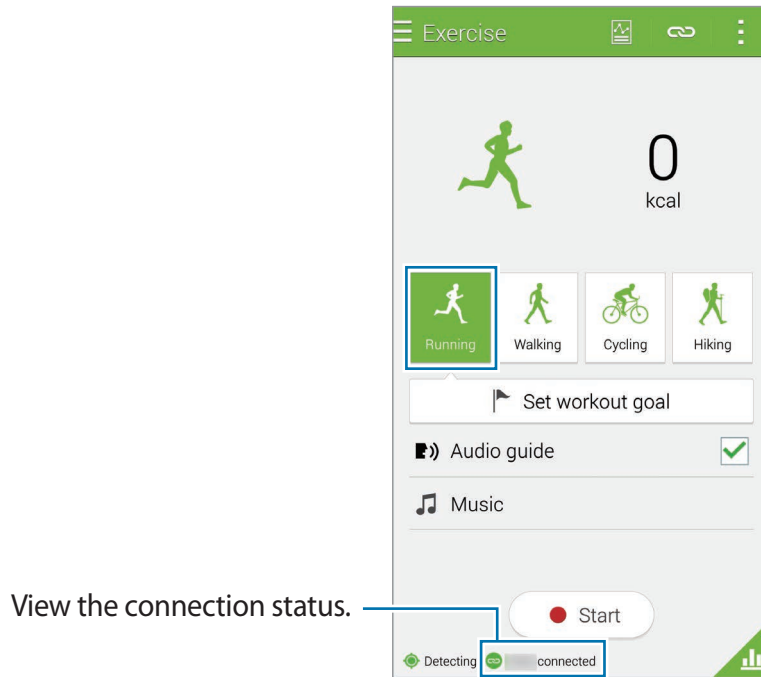 Exercise
0
kcal
Running Walking Cycling Hiking
Set workout goal
Audio guide
Music
View the connection status.
Start
Detecting connected